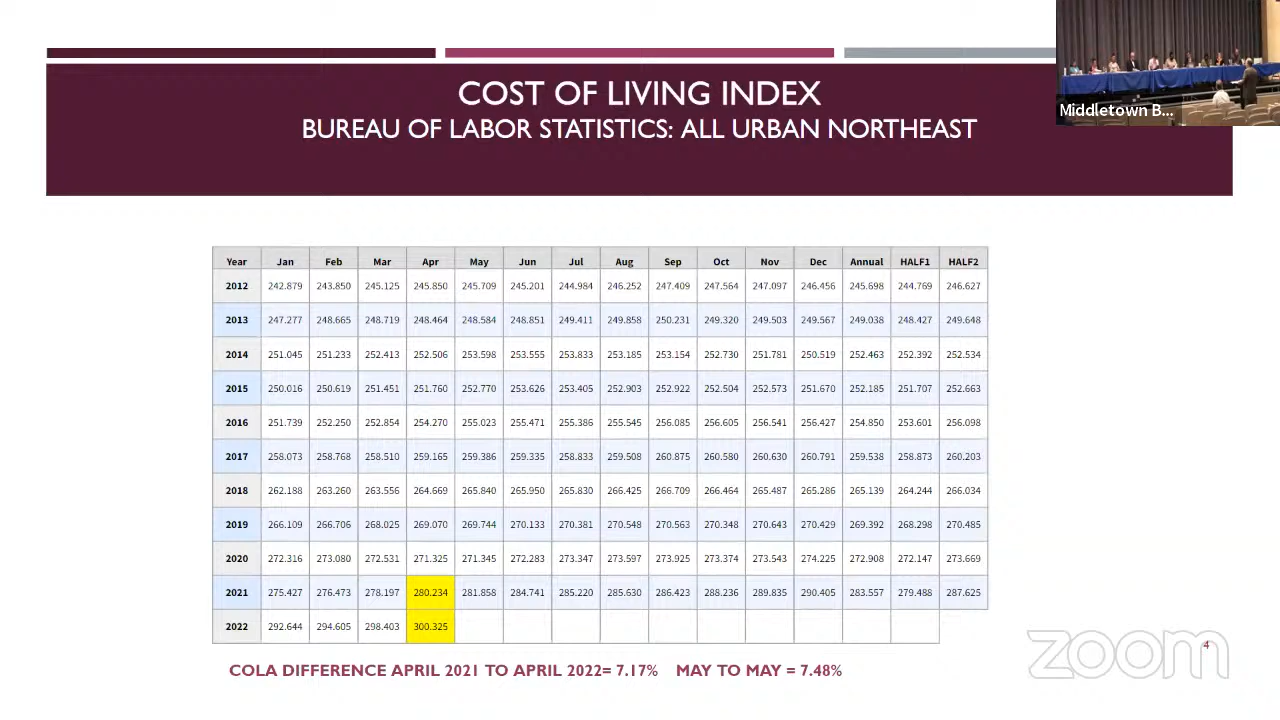 COST OF LIVING INDEX
BUREAU OF LABOR STATISTICS: ALL URBAN NORTHEAST
Middletown B...
Year Jan Feb Mar Apr May Jun Jul Aug Sep Oct Nov Dec Annual HALF1 HALF2
2012 242.879 243.850 245.125 245.850 245.709 245.201 244.984 246.252 247.409 247.564 247.097 246.456 245.698 244.769 246.627
2013 247.277 248.665 248.719 248.464 248.584 248.851 249.411 249.858 250.231 249.320 249.503 249.567 249.038 248.427 249.648
2014 251.045 251.233 252.413 252.506 253.598 253.555 253.833 253.185 253.154 252.730 251.781 250.519 252.463 252.392 252.534
2015 250.016 250.619 251.451 251.760 252.770 253.626 253.405 252.903 252.922 252.504 252.573 251.670 252.185 251.707 252.663
2016 251.739 252.250 252.854 254.270 255.023 255.471 255.386 255.545 256.085 256.605 256.541 256.427 254.850 253.601 256.098
2017 258.073 258.768 258.510 259.165 259.386 259.335 258.833 259.508 260.875 260.580 260.630 260.791 259.538 258.873 260.203
2018 262.188 263.260 263.556 264.669 265.840 265.950 265.830 266.425 266.709 266.464 265.487 265.286 265.139 264.244 266.034
2019 266.109 266.706 268.025 269.070 269.744 270.133 270.381 270.548 270.563 270.348 270.643 270.429 269.392 268.298 270.485
2020 272.316 273.080 272.531 271.325 271.345 272.283 273.347 273.597 273.925 273.374 273.543 274.225 272.908 272.147 273.669
2021 275.427 276.473 278.197 280.234 281.858 284.741 285.220 285.630 286.423 288.236 289.835 290.405 283.557 279.488 287.625
2022 292.644 294.605 298.403 300.325
COLA DIFFERENCE APRIL 2021 TO APRIL 2022= 7.17% MAY TO MAY = 7.48%
4
zoom